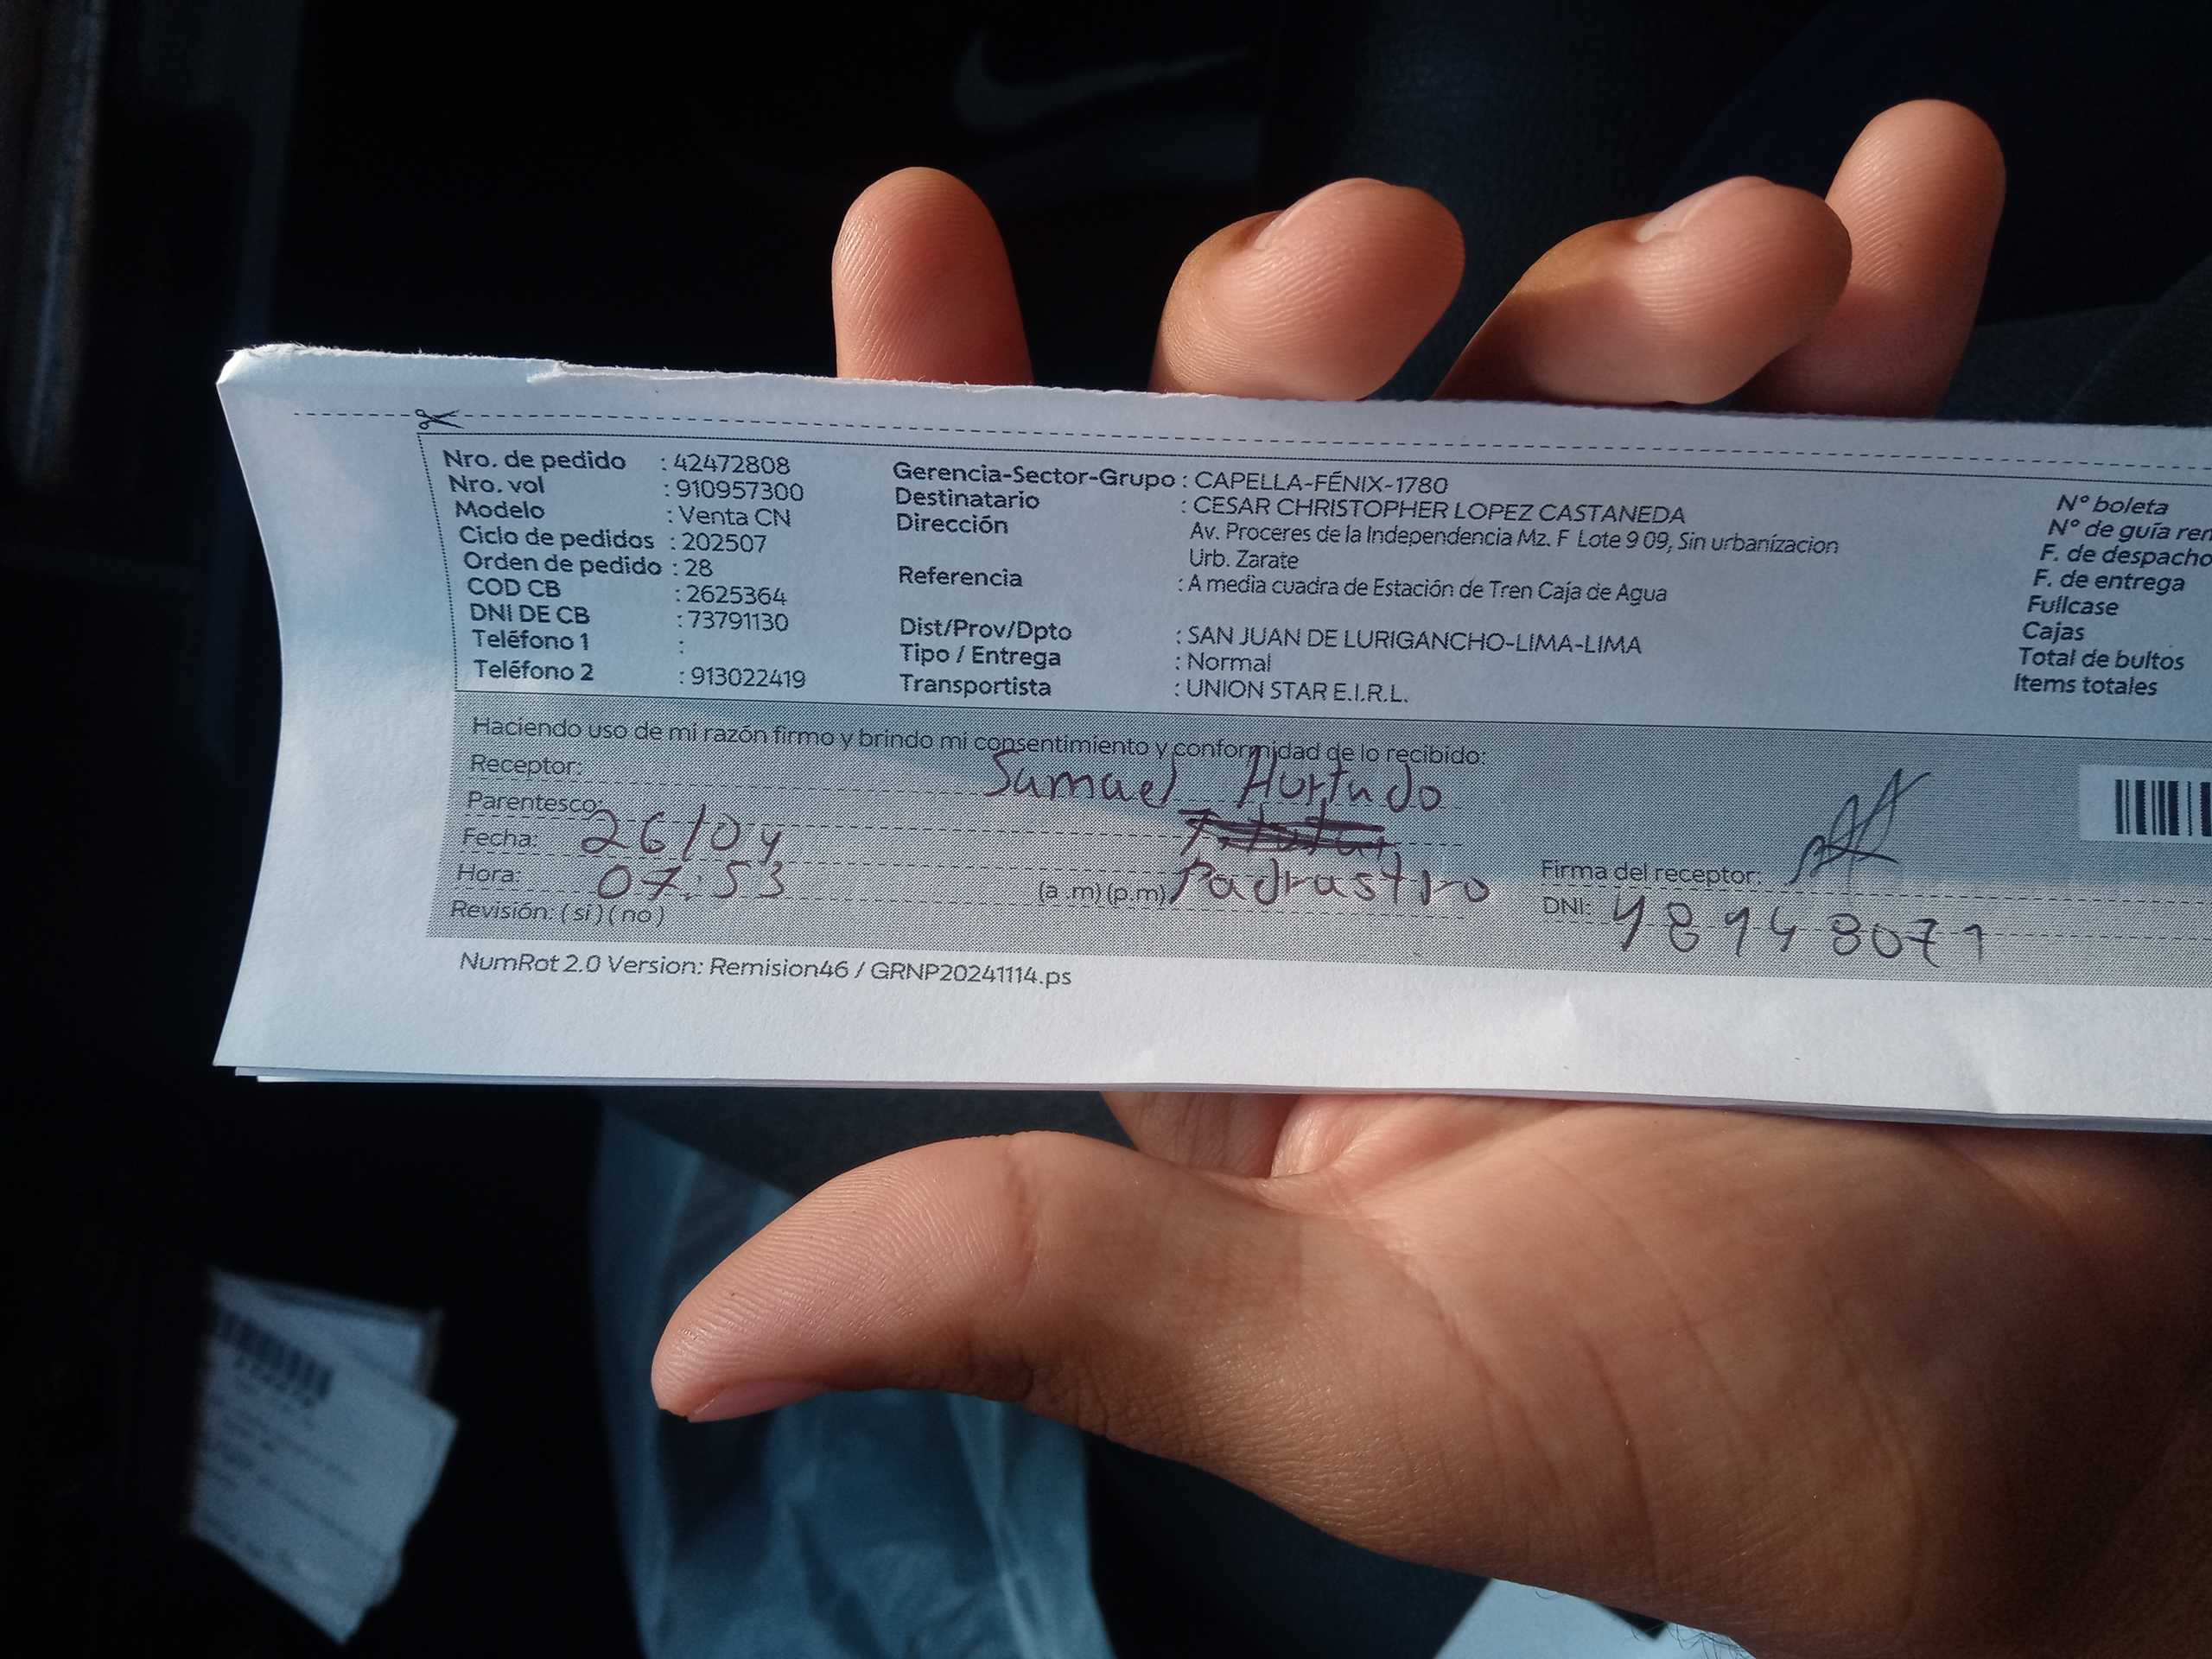 Nro. de pedido : 42472808
Nro. vol : 910957300
Modelo : Venta CN
Ciclo de pedidos : 202507
Orden de pedido : 28
COD CB : 2625364
DNI DE CB : 73791130
Teléfono 1 :
Teléfono 2 : 913022419
Gerencia-Sector-Grupo : CAPELLA-FÉNIX-1780
Destinatario : CESAR CHRISTOPHER LOPEZ CASTANEDA
Dirección Av. Proceres de la Independencia Mz. F Lote 9 09, Sin urbanizacion
Urb. Zarate
Referencia : A media cuadra de Estación de Tren Caja de Agua
Dist/Prov/Dpto : SAN JUAN DE LURIGANCHO-LIMA-LIMA
Tipo / Entrega : Normal
Transportista : UNION STAR E.I.R.L.
N° boleta
N° de guía rem
F. de despacho
F. de entrega
Fullcase
Cajas
Total de bultos
Items totales
Haciendo uso de mi razón firmo y brindo mi consentimiento y conformidad de lo recibido:
Receptor: Samael Hurtado
Parentesco:
Fecha: 26/04
Hora: 07:53 (a .m) (p.m) Padrastro
Revisión: ( si ) ( no )
Firma del receptor:
DNI: 48948071
NumRot 2.0 Version: Remision46 / GRNP20241114.ps